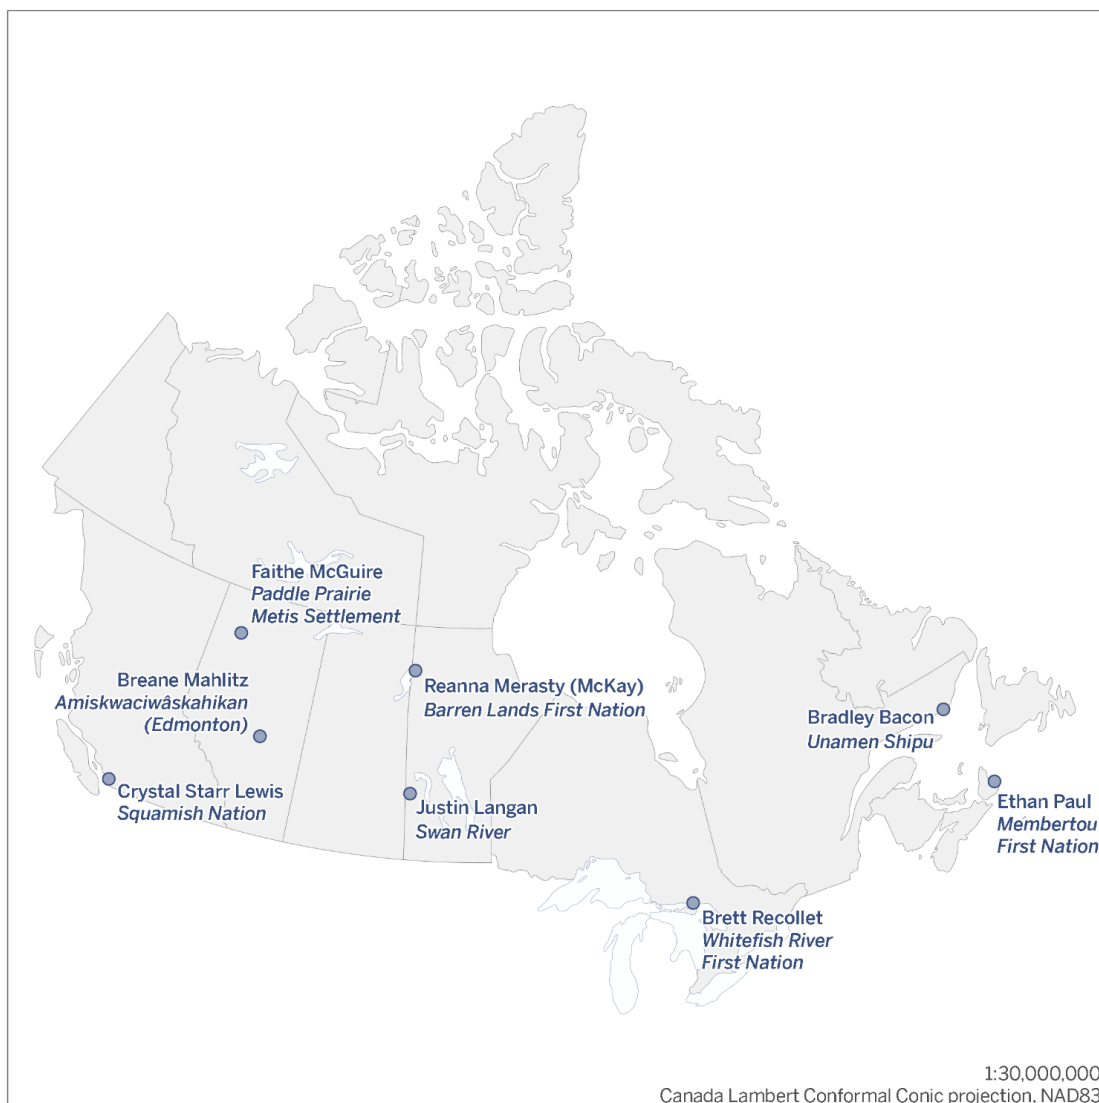 Faithe McGuire
Paddle Prairie
Metis Settlement
Breane Mahlitz
Amiskwaciwâskahikan
(Edmonton)
Reanna Merasty (McKay)
Barren Lands First Nation
Bradley Bacon
Unamen Shipu
Crystal Starr Lewis
Squamish Nation
Justin Langan
Swan River
Ethan Paul
Membertou
First Nation
Brett Recollet
Whitefish River
First Nation
1:30,000,000
Canada Lambert Conformal Conic projection, NAD83